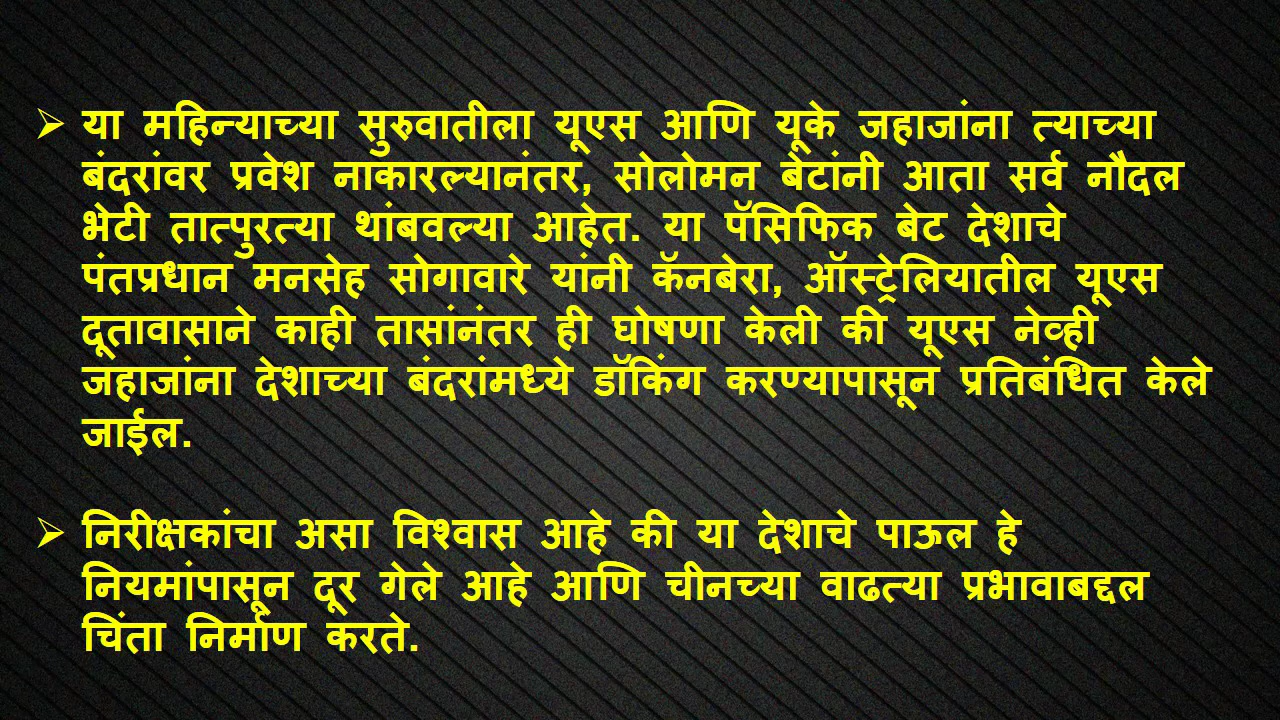 ➢ या महिन्याच्या सुरुवातीला यूएस आणि यूके जहाजांना त्याच्या
बंदरांवर प्रवेश नाकारल्यानंतर, सोलोमन बेटांनी आता सर्व नौदल
भेटी तात्पुरत्या थांबवल्या आहेत. या पॅसिफिक बेट देशाचे
पंतप्रधान मनसेह सोगावारे यांनी कॅनबेरा, ऑस्ट्रेलियातील यूएस
दूतावासाने काही तासांनंतर ही घोषणा केली की यूएस नेव्ही
जहाजांना देशाच्या बंदरांमध्ये डॉकिंग करण्यापासून प्रतिबंधित केले
जाईल.
➢ निरीक्षकांचा असा विश्वास आहे की या देशाचे पाऊल हे
नियमांपासून दूर गेले आहे आणि चीनच्या वाढत्या प्रभावाबद्दल
चिंता निर्माण करते.